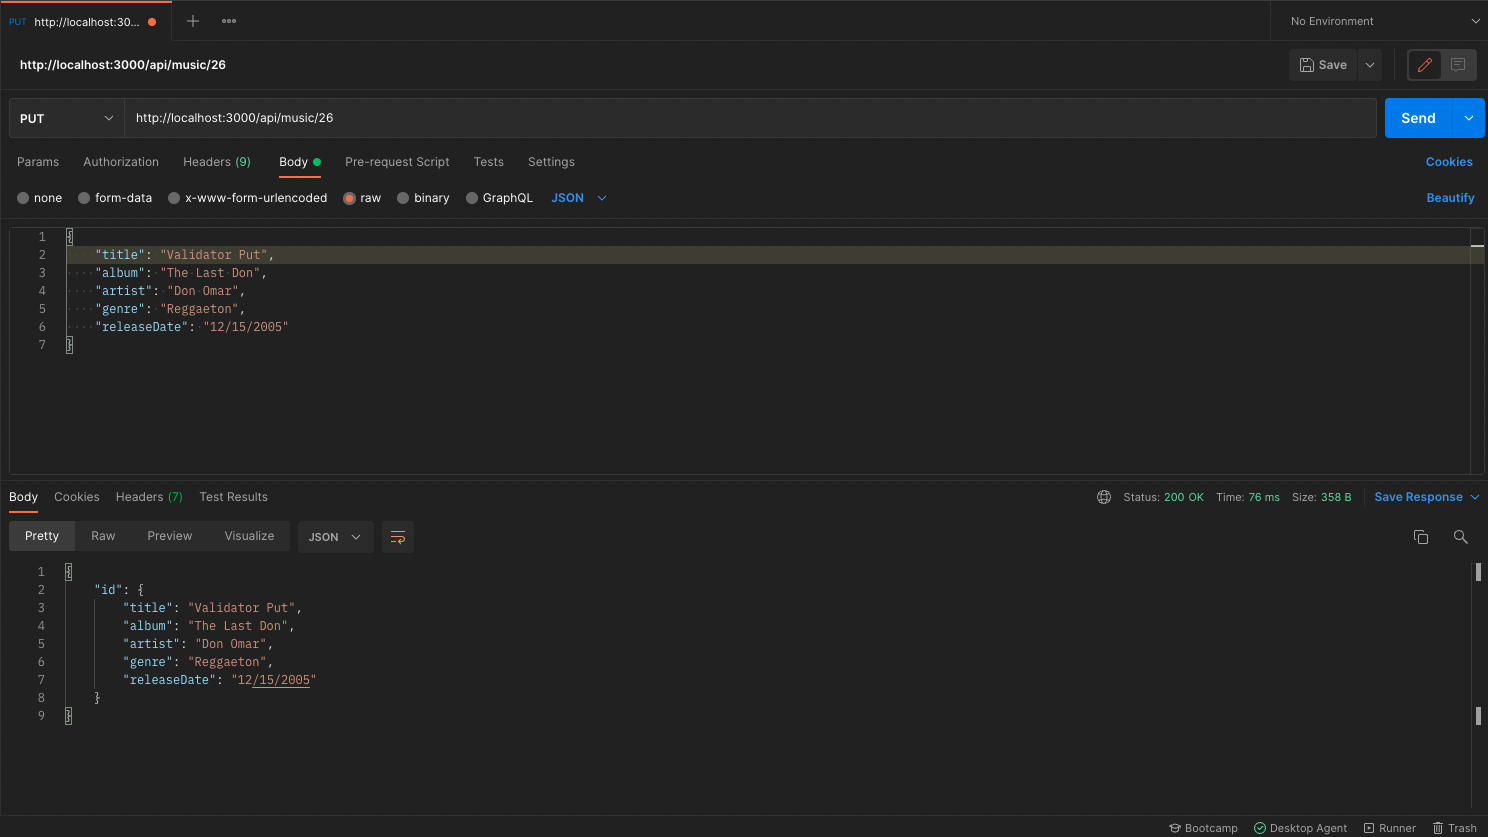 PUT http://localhost:30...
No Environment
http://localhost:3000/api/music/26
Save
PUT http://localhost:3000/api/music/26 Send
Params Authorization Headers (9) Body Pre-request Script Tests Settings Cookies
none form-data x-www-form-urlencoded raw binary GraphQL JSON Beautify
1 {
2 "title": "Validator Put",
3 "album": "The Last Don",
4 "artist": "Don Omar",
5 "genre": "Reggaeton",
6 "releaseDate": "12/15/2005"
7 }
Body Cookies Headers (7) Test Results Status: 200 OK Time: 76 ms Size: 358 B Save Response
Pretty Raw Preview Visualize JSON
1 {
2 "id": {
3 "title": "Validator Put",
4 "album": "The Last Don",
5 "artist": "Don Omar",
6 "genre": "Reggaeton",
7 "releaseDate": "12/15/2005"
8 }
9 }
Bootcamp Desktop Agent Runner Trash